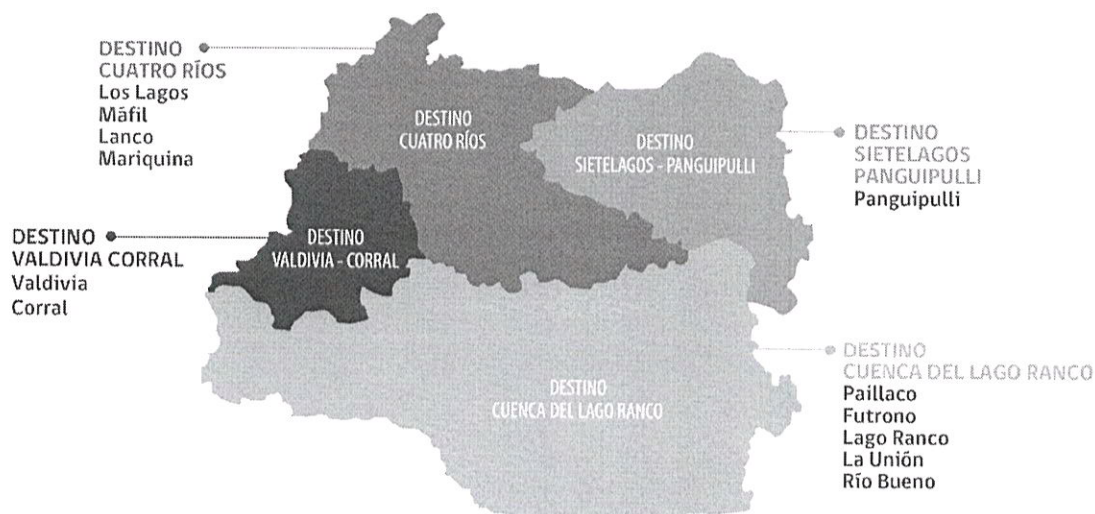 DESTINO
CUATRO RÍOS
Los Lagos
Máfil
Lanco
Mariquina
DESTINO
CUATRO RÍOS
DESTINO
SIETELAGOS - PANGUIPULLI
DESTINO
SIETELAGOS
PANGUIPULLI
Panguipulli
DESTINO
VALDIVIA CORRAL
Valdivia
Corral
DESTINO
VALDIVIA - CORRAL
DESTINO
CUENCA DEL LAGO RANCO
DESTINO
CUENCA DEL LAGO RANCO
Paillaco
Futrono
Lago Ranco
La Unión
Río Bueno